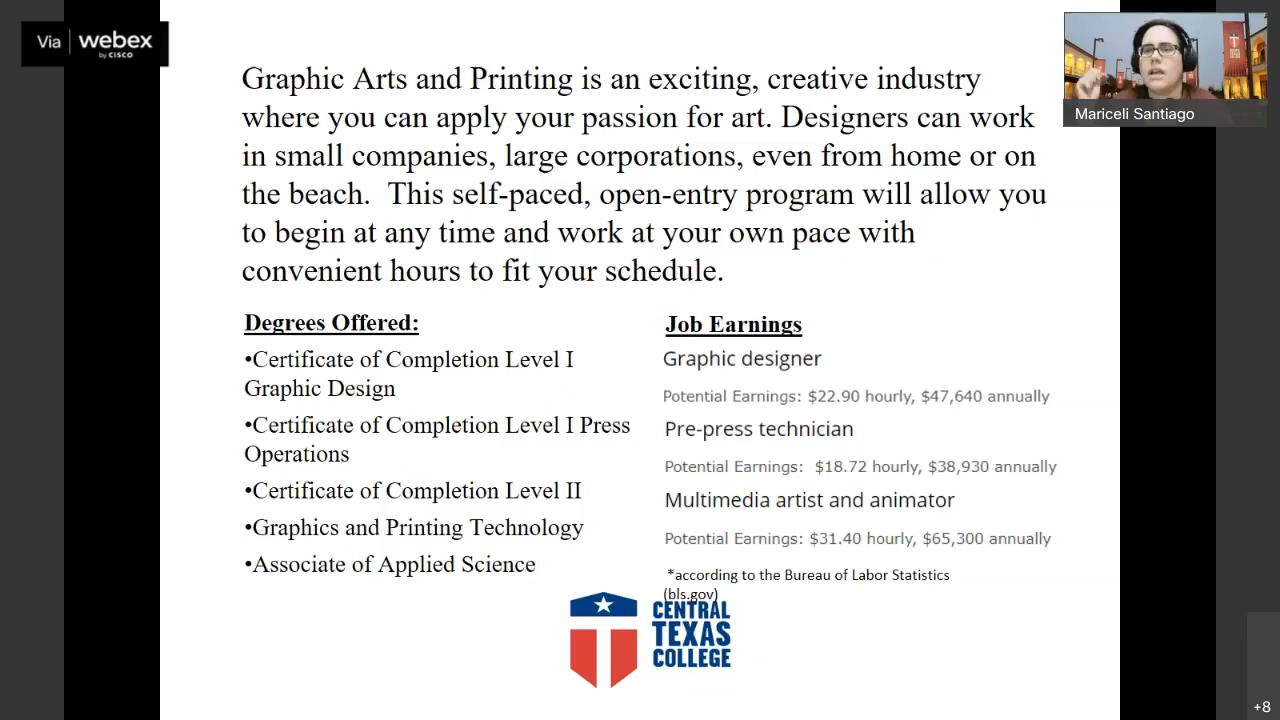 Via webex
by CISCO
Mariceli Santiago
Graphic Arts and Printing is an exciting, creative industry
where you can apply your passion for art. Designers can work
in small companies, large corporations, even from home or on
the beach.  This self-paced, open-entry program will allow you
to begin at any time and work at your own pace with
convenient hours to fit your schedule.
Degrees Offered:
•Certificate of Completion Level I
Graphic Design
•Certificate of Completion Level I Press
Operations
•Certificate of Completion Level II
•Graphics and Printing Technology
•Associate of Applied Science
Job Earnings
Graphic designer
Potential Earnings: $22.90 hourly, $47,640 annually
Pre-press technician
Potential Earnings:  $18.72 hourly, $38,930 annually
Multimedia artist and animator
Potential Earnings: $31.40 hourly, $65,300 annually
*according to the Bureau of Labor Statistics
(bls.gov)
CENTRAL
TEXAS
COLLEGE
+8